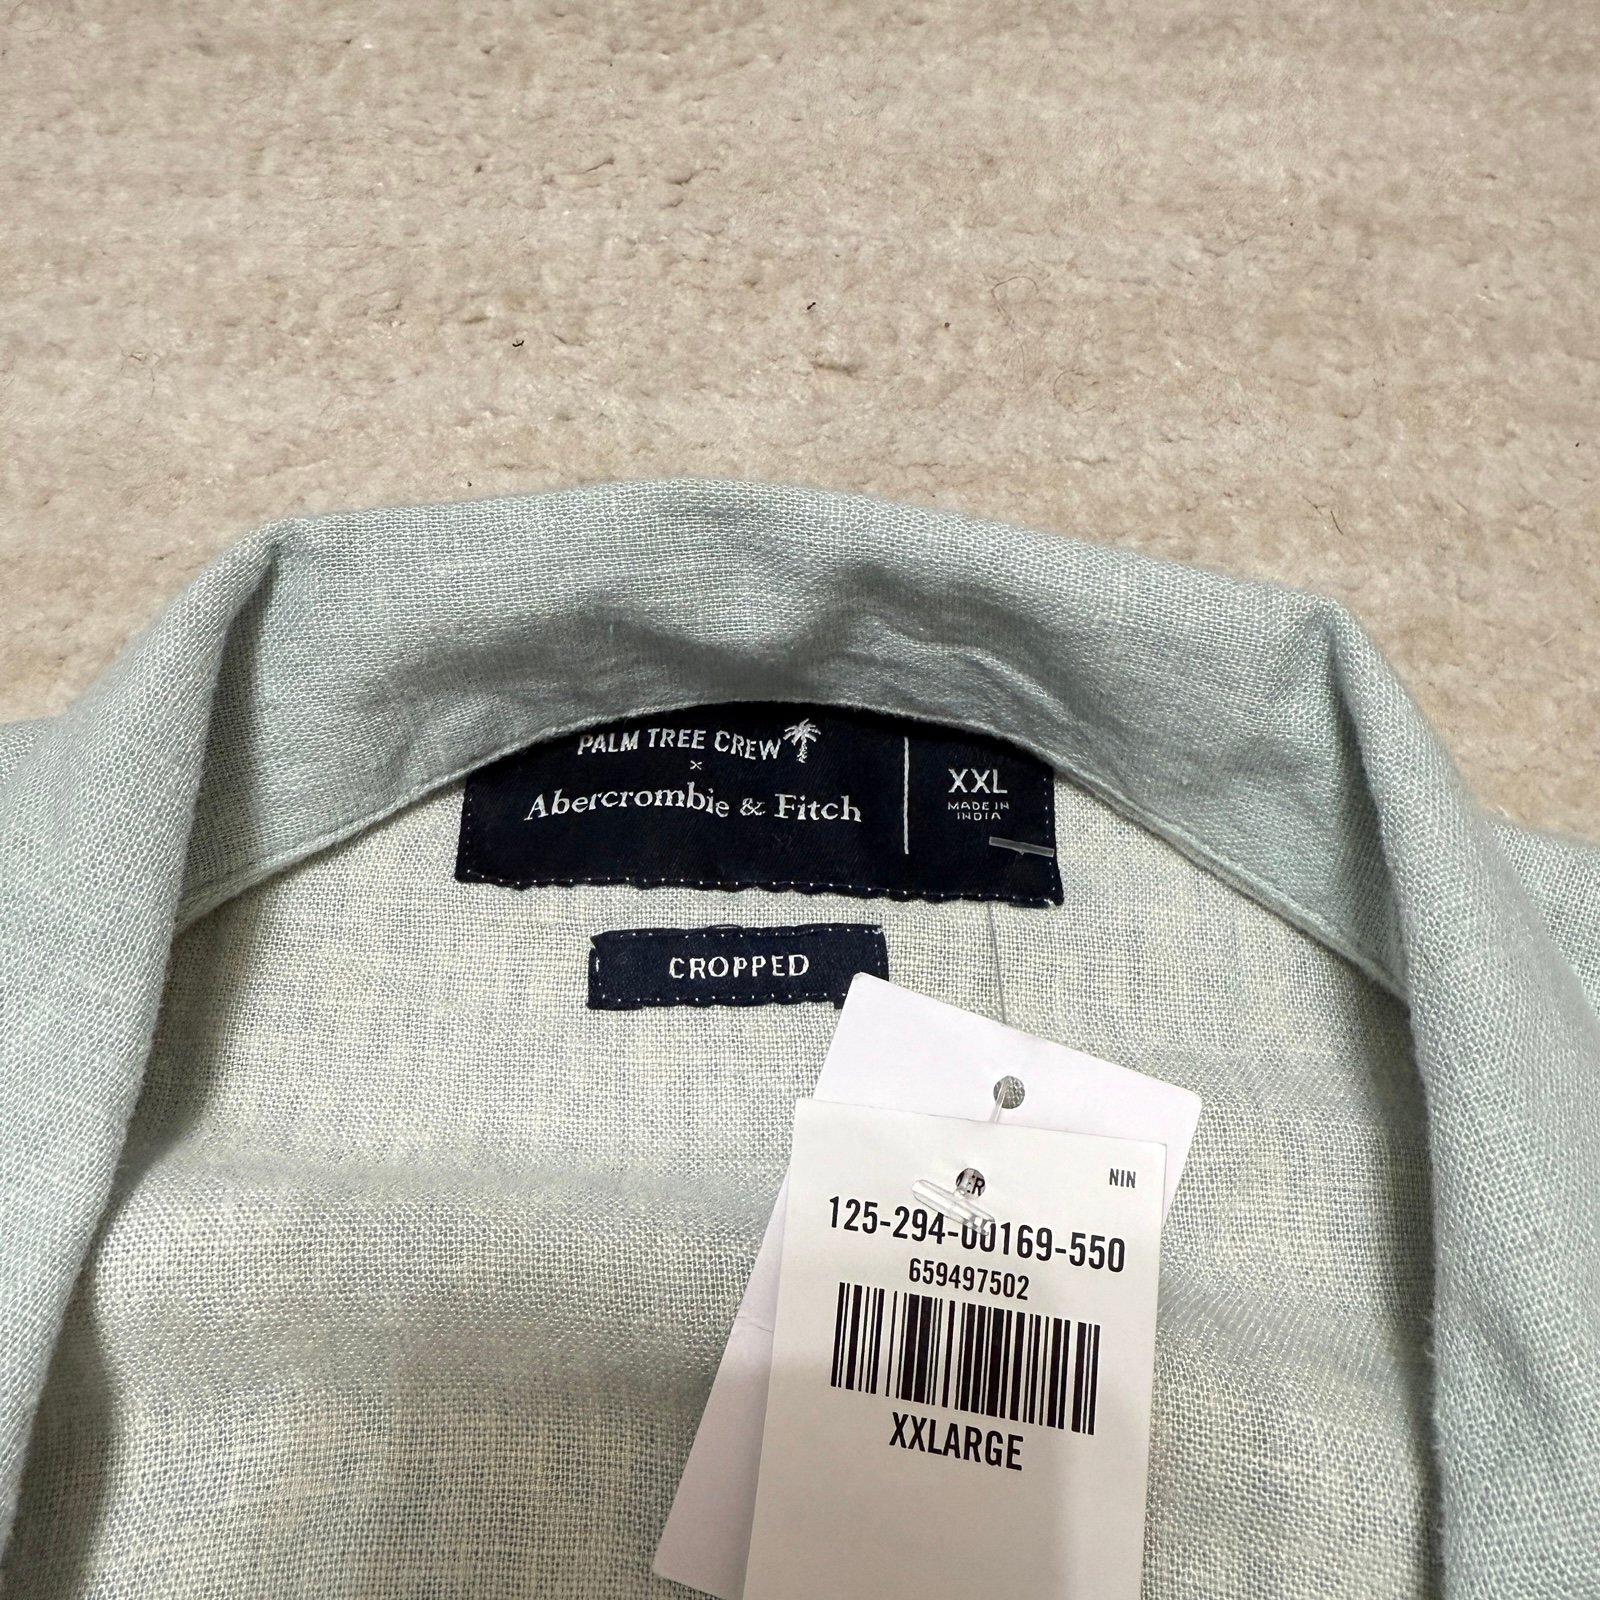 PALM TREE CREW
×
Abercrombie & Fitch
XXL
MADE IN
INDIA
CROPPED
NIN
125-294-00169-550
659497502
XXLARGE